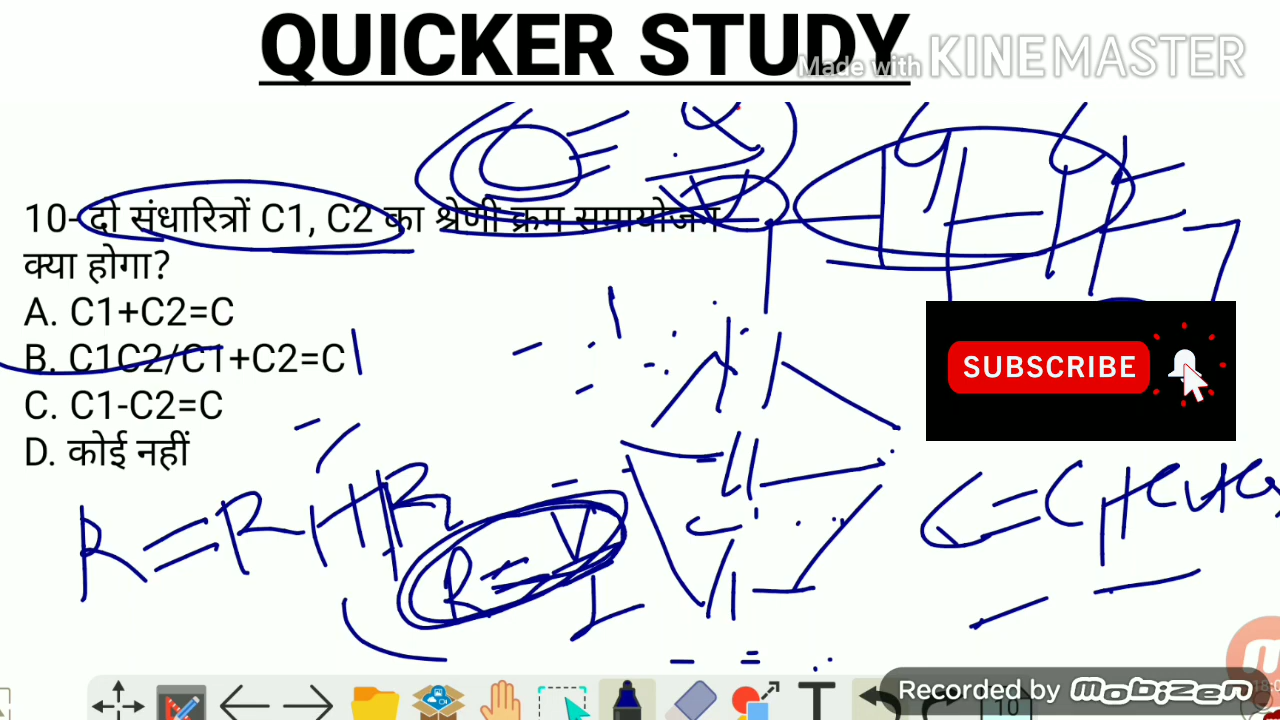 QUICKER STUDY
Made with KINEMASTER
10- दो संधारित्रों C1, C2 का श्रेणी क्रम समायोजन
क्या होगा?
A. C1+C2=C
B. C1C2/C1+C2=C
C. C1-C2=C
D. कोई नहीं
SUBSCRIBE
R=R1+R2
R=V
I
Recorded by MOBIZEN
10